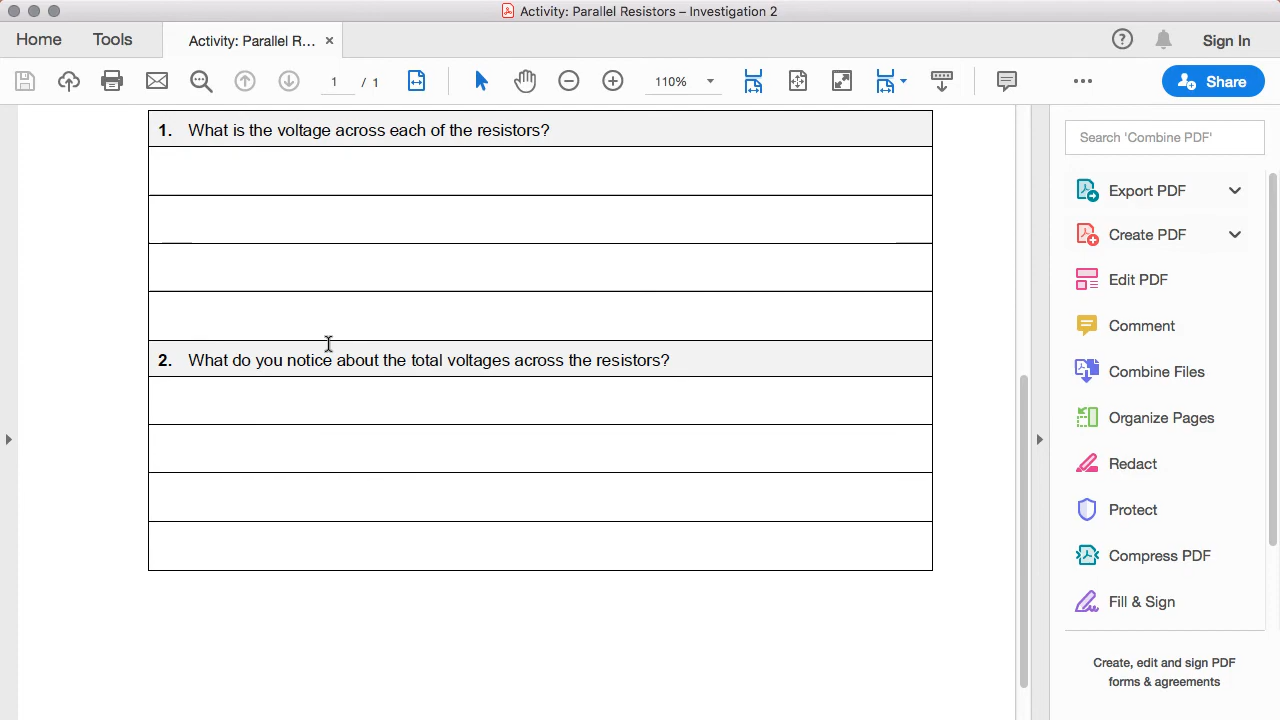 Activity: Parallel Resistors – Investigation 2
Home
Tools
Activity: Parallel R... ×
Sign In
1 / 1
110%
Share
1. What is the voltage across each of the resistors?
2. What do you notice about the total voltages across the resistors?
Search 'Combine PDF'
Export PDF
Create PDF
Edit PDF
Comment
Combine Files
Organize Pages
Redact
Protect
Compress PDF
Fill & Sign
Create, edit and sign PDF
forms & agreements